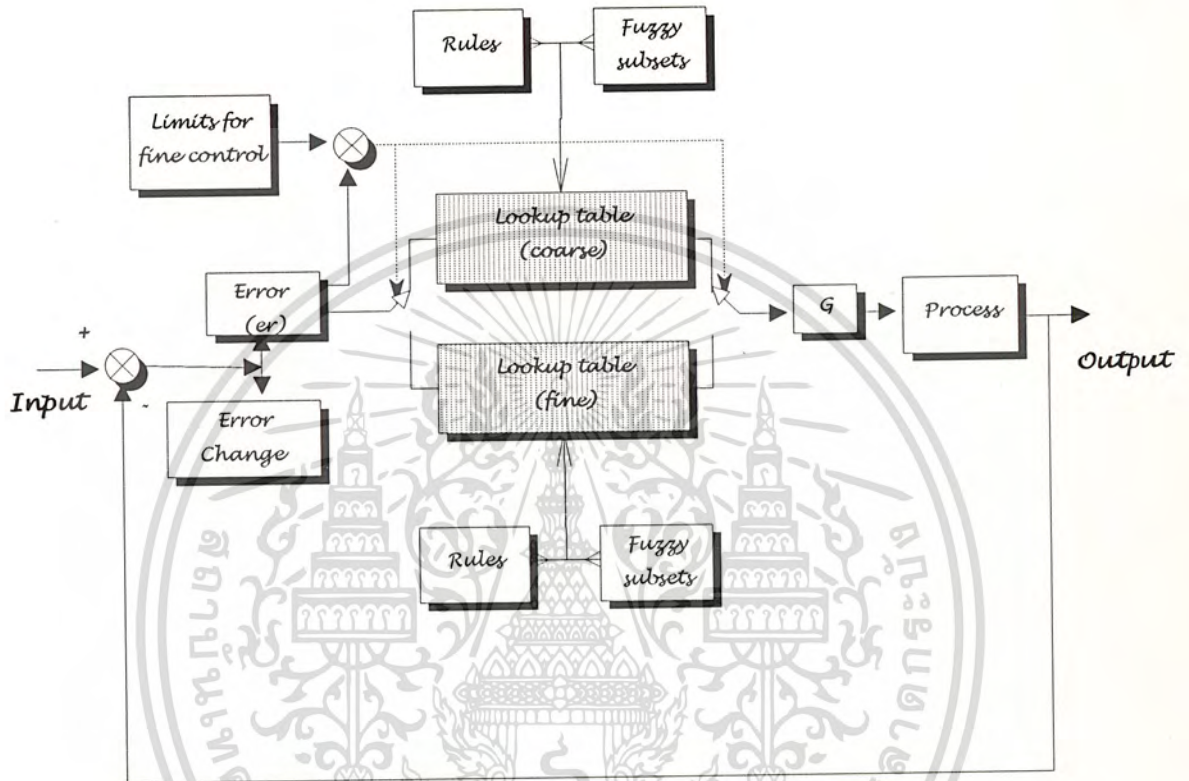 Rules
Fuzzy
subsets
Limits for
fine control
Lookup table
(coarse)
Error
(er)
G
Process
+
Input
-
Output
Lookup table
(fine)
Error
Change
Rules
Fuzzy
subsets